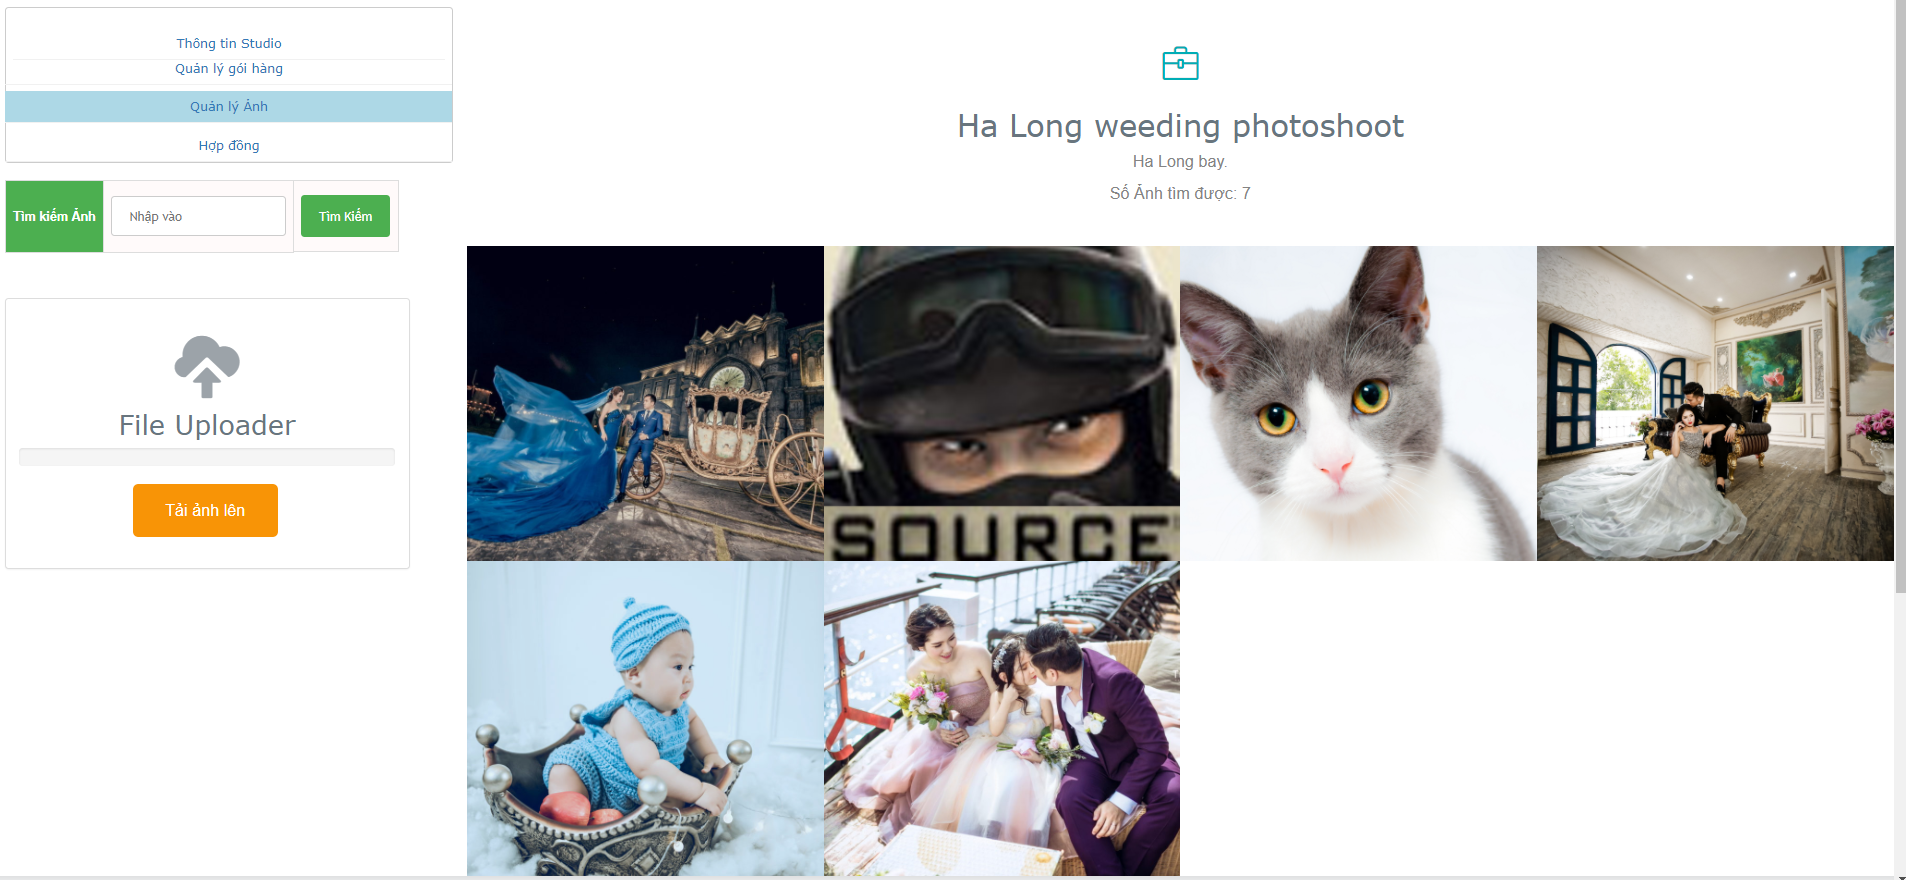 Thông tin Studio
Quản lý gói hàng
Quản lý Ảnh
Hợp đồng
Tìm kiếm Ảnh
Nhập vào
Tìm Kiếm
File Uploader
Tải ảnh lên
Ha Long weeding photoshoot
Ha Long bay.
Số Ảnh tìm được: 7
SOURCE